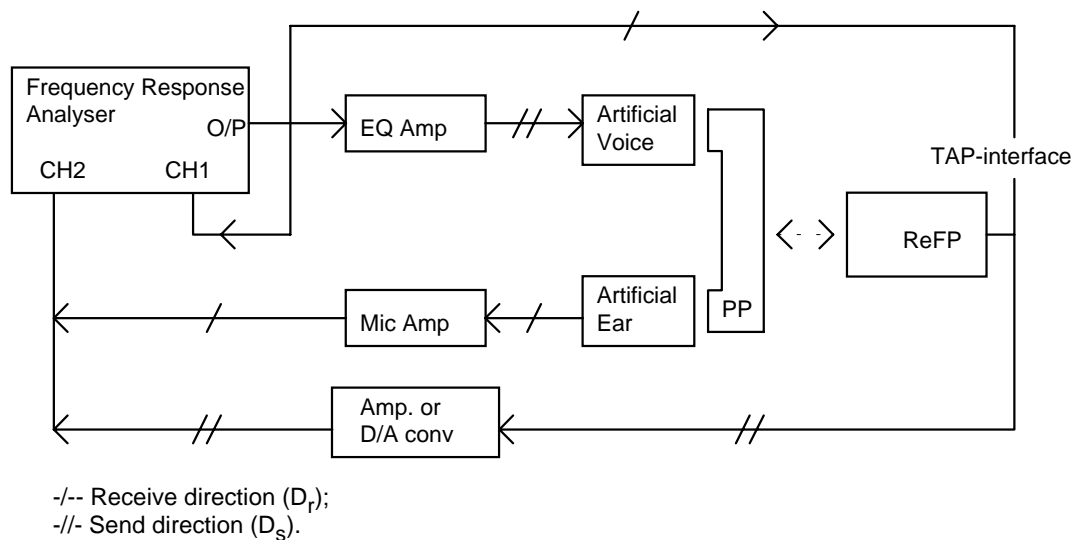 Frequency Response
Analyser
O/P
CH2
CH1
EQ Amp
Artificial
Voice
TAP-interface
ReFP
Mic Amp
Artificial
Ear
PP
Amp. or
D/A conv
-/-- Receive direction (Dr);
-//- Send direction (Ds).